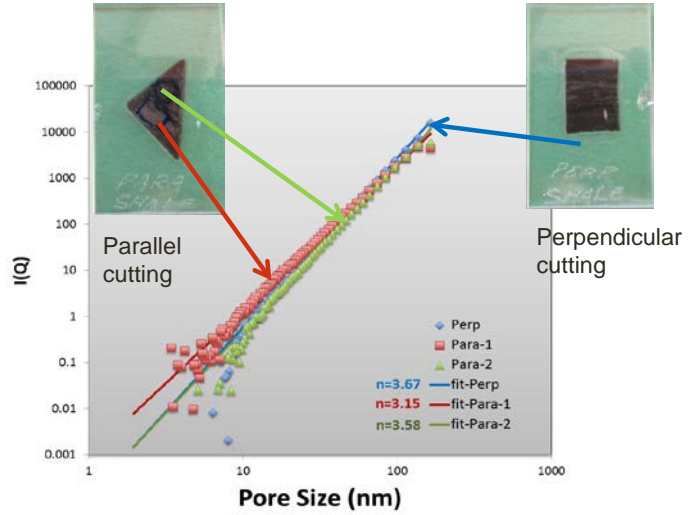 PARA
SHALE
PERP
SHALE
Parallel
cutting
Perpendicular
cutting
100000
10000
1000
100
10
1
0.1
0.01
0.001
I(Q)
Perp
Para-1
Para-2
n=3.67 fit-Perp
n=3.15 fit-Para-1
n=3.58 fit-Para-2
1 10 100 1000
Pore Size (nm)